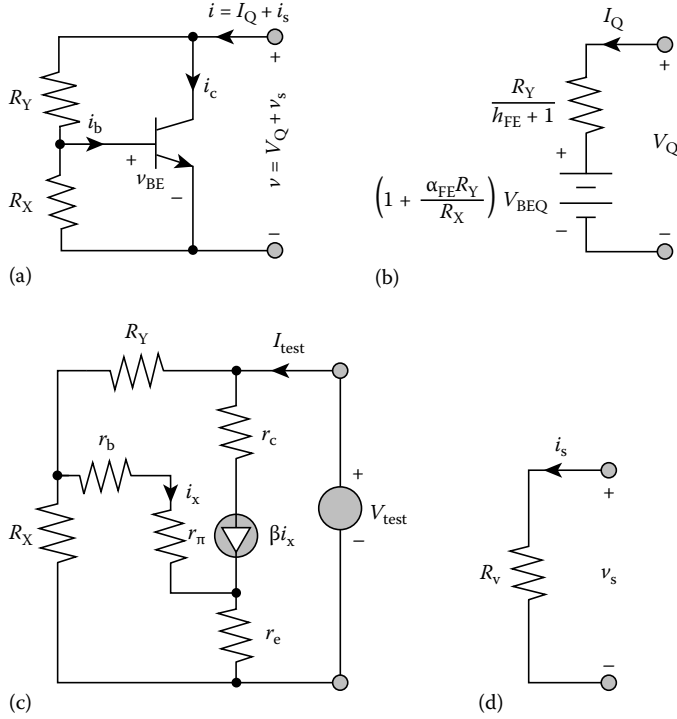 i = I_Q + i_s
+
R_Y
i_c
i_b
+
v_BE
−
v = V_Q + v_s
R_X
−
(a)
I_Q
+
R_Y
h_FE + 1
V_Q
+
(1 + α_FE R_Y / R_X) V_BEQ
−
−
(b)
R_Y
I_test
r_c
r_b
i_x
+
R_X
r_π
βi_x
V_test
−
r_e
(c)
i_s
+
R_v
v_s
−
(d)